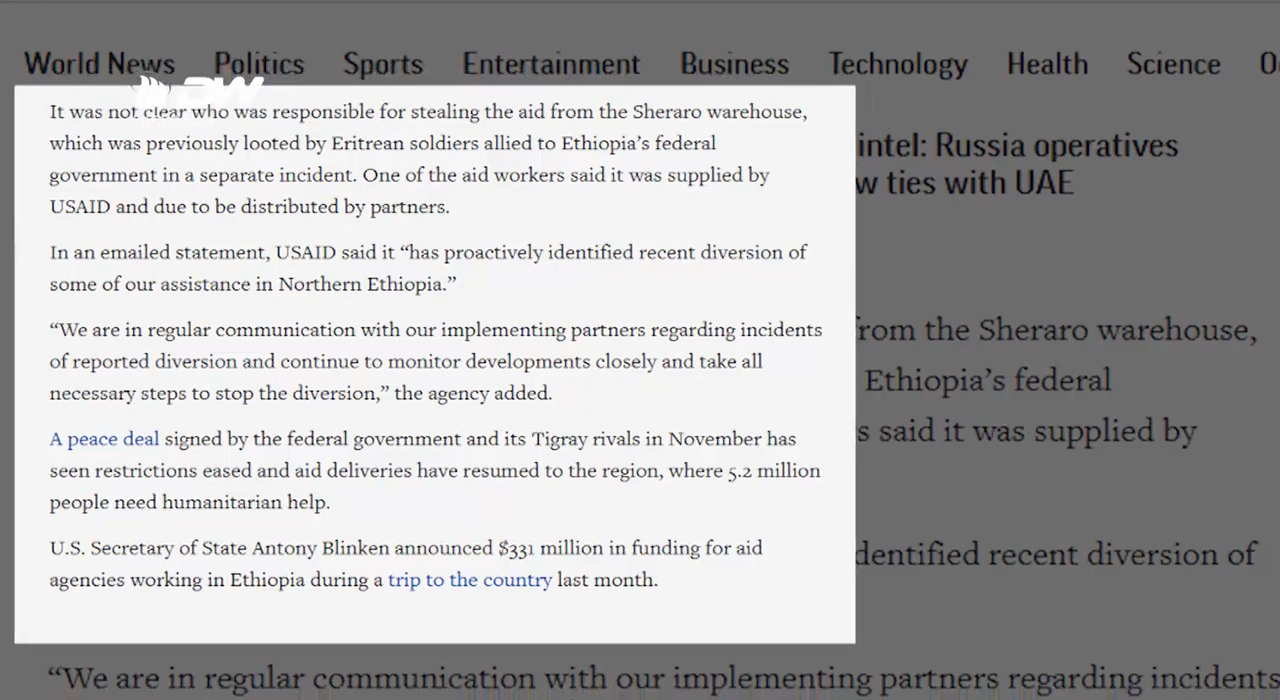 World News Politics Sports Entertainment Business Technology Health Science
It was not clear who was responsible for stealing the aid from the Sheraro warehouse,
which was previously looted by Eritrean soldiers allied to Ethiopia’s federal
government in a separate incident. One of the aid workers said it was supplied by
USAID and due to be distributed by partners.
In an emailed statement, USAID said it “has proactively identified recent diversion of
some of our assistance in Northern Ethiopia.”
“We are in regular communication with our implementing partners regarding incidents
of reported diversion and continue to monitor developments closely and take all
necessary steps to stop the diversion,” the agency added.
A peace deal signed by the federal government and its Tigray rivals in November has
seen restrictions eased and aid deliveries have resumed to the region, where 5.2 million
people need humanitarian help.
U.S. Secretary of State Antony Blinken announced $331 million in funding for aid
agencies working in Ethiopia during a trip to the country last month.
intel: Russia operatives
w ties with UAE
from the Sheraro warehouse,
Ethiopia’s federal
s said it was supplied by
dentified recent diversion of
“We are in regular communication with our implementing partners regarding incidents